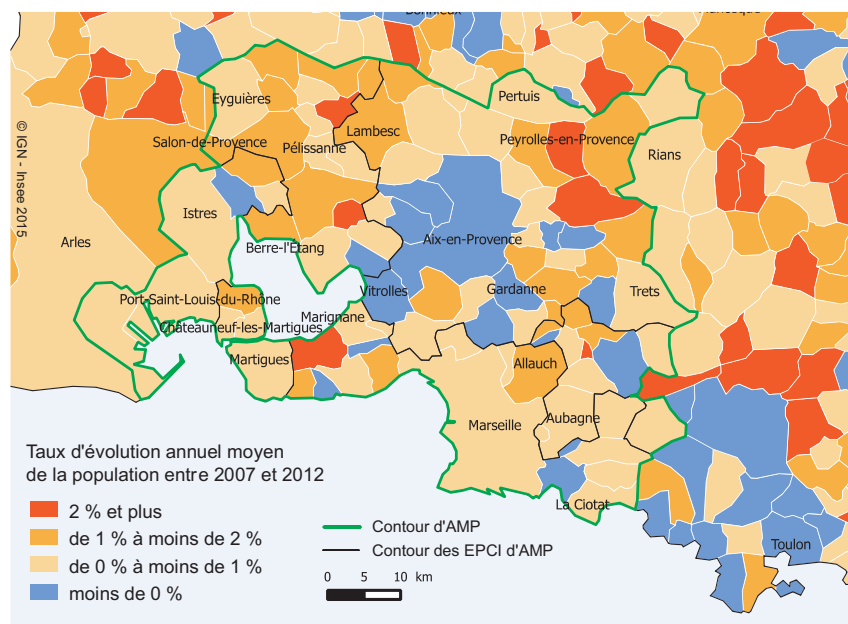 Eyguières
Pertuis
Salon-de-Provence
Pélissanne
Lambesc
Peyrolles-en-Provence
Rians
Istres
Arles
Berre-l'Étang
Aix-en-Provence
Vitrolles
Gardanne
Trets
Port-Saint-Louis-du-Rhône
Marignane
Châteauneuf-les-Martigues
Martigues
Allauch
Marseille
Aubagne
La Ciotat
Toulon
© IGN - Insee 2015
Taux d'évolution annuel moyen
de la population entre 2007 et 2012
2 % et plus
de 1 % à moins de 2 %
de 0 % à moins de 1 %
moins de 0 %
Contour d'AMP
Contour des EPCI d'AMP
0 5 10 km